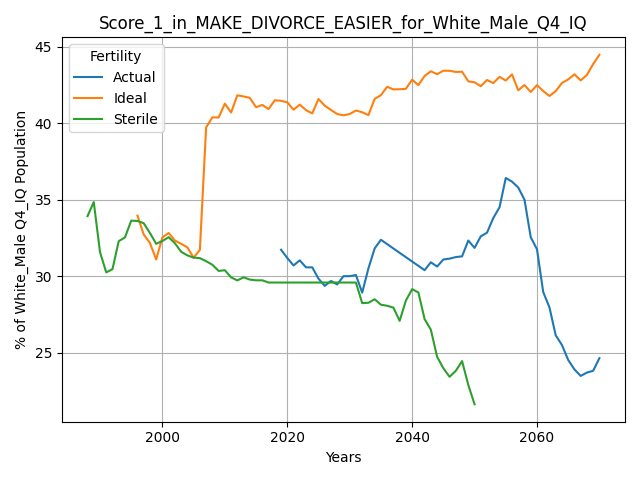 Score_1_in_MAKE_DIVORCE_EASIER_for_White_Male_Q4_IQ
Fertility
Actual
Ideal
Sterile
% of White_Male Q4_IQ Population
45
40
35
30
25
2000
2020
2040
2060
Years